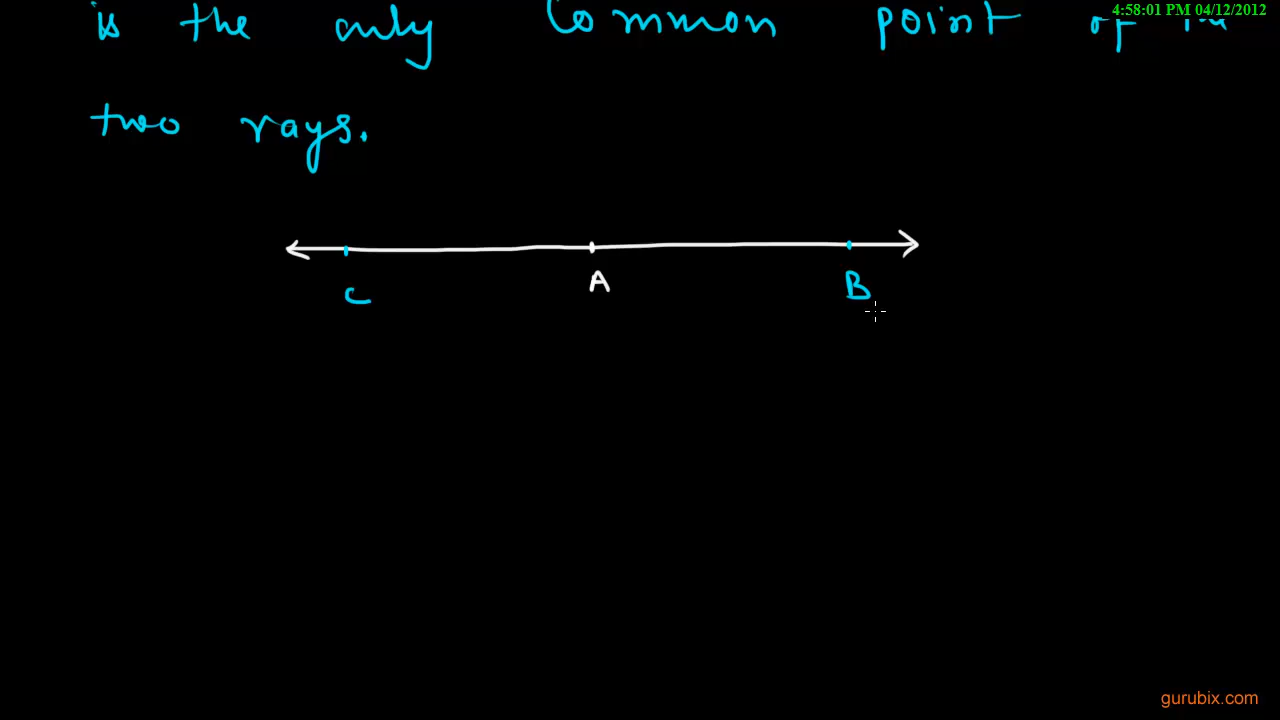 4:58:01 PM 04/12/2012
is the only common point of
two rays.
C A B
gurubix.com